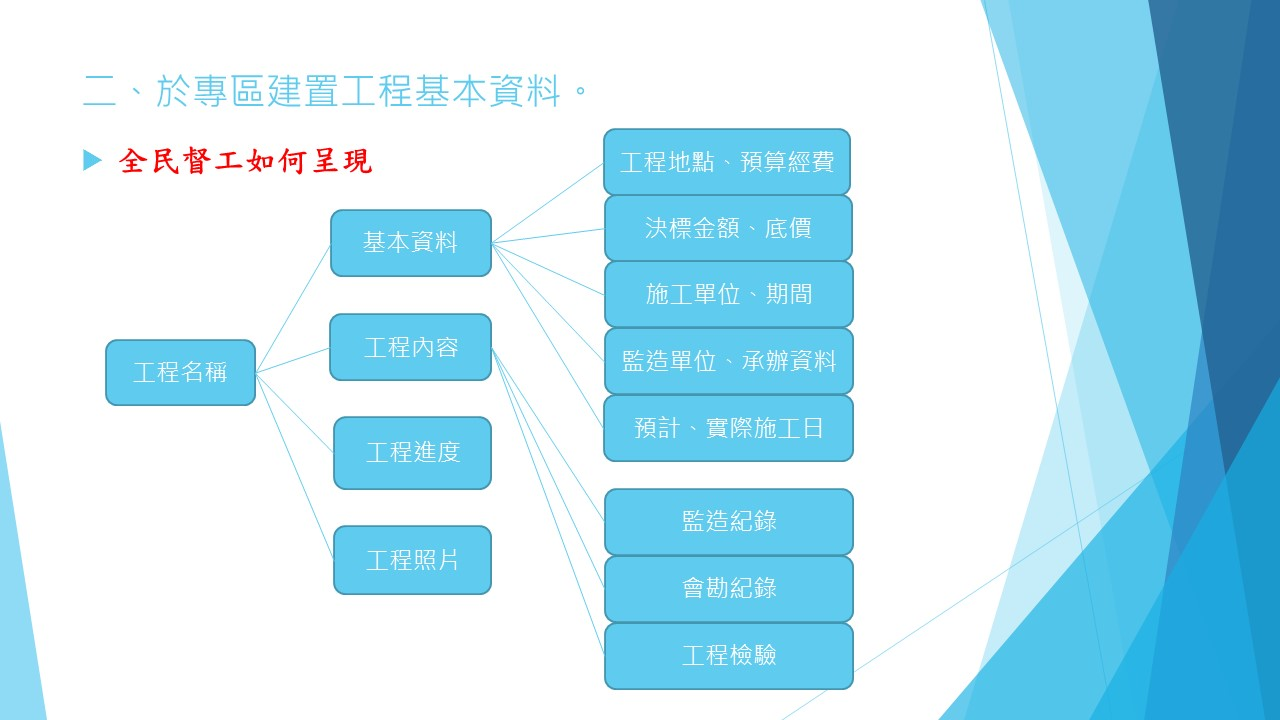 二、於專區建置工程基本資料。
全民督工如何呈現
工程名稱
基本資料
工程內容
工程進度
工程照片
工程地點、預算經費
決標金額、底價
施工單位、期間
監造單位、承辦資料
預計、實際施工日
監造紀錄
會勘紀錄
工程檢驗